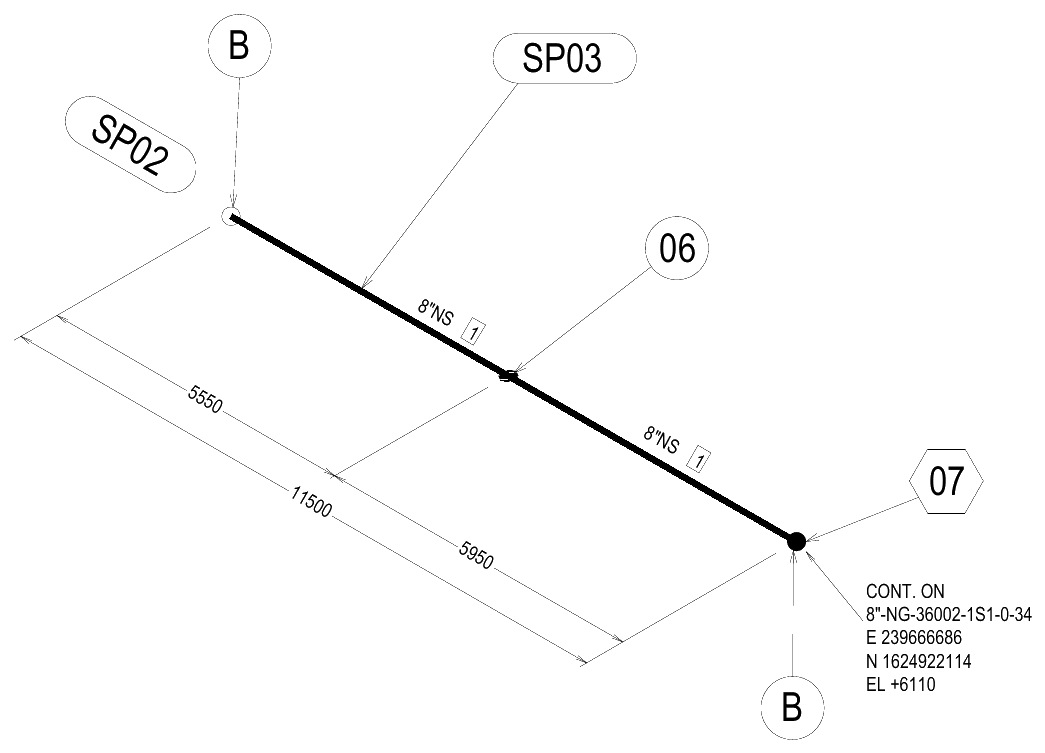 B
SP03
SP02
06
8"NS
1
5550
8"NS
1
07
11500
5950
CONT. ON
8"-NG-36002-1S1-0-34
E 239666686
N 1624922114
EL +6110
B